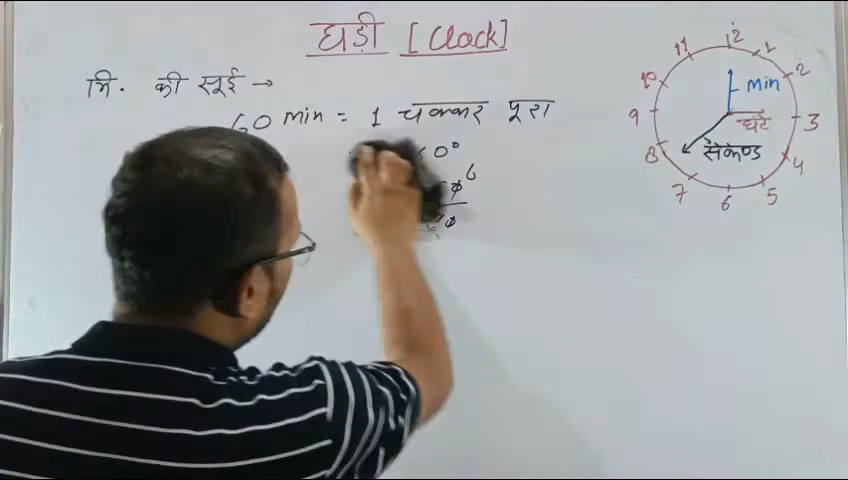 घड़ी [Clock]
मि. की सूई →
60 min = 1 चक्कर पूरा
0°
6
12
1
2
3
4
5
6
7
8
9
10
11
Min
घंटे
सेकेण्ड